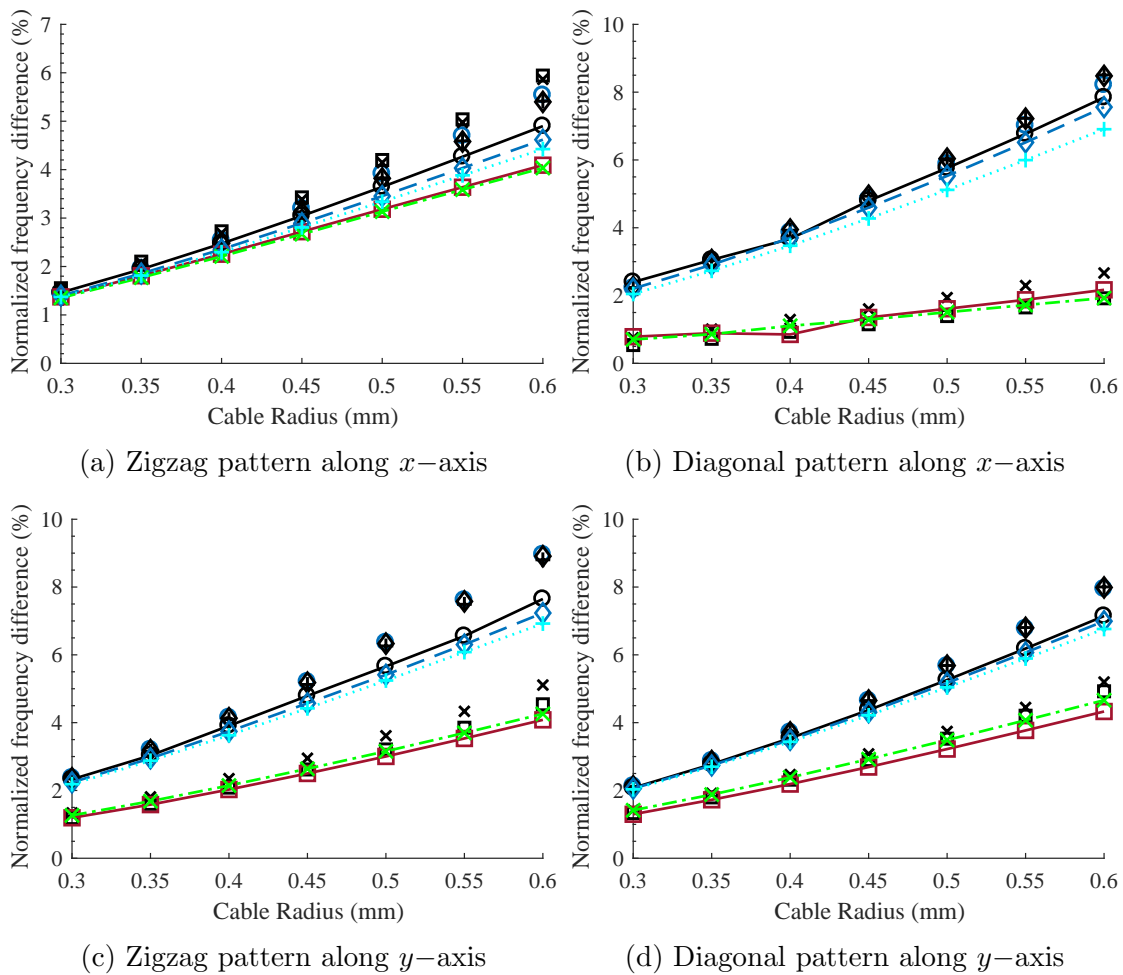 Normalized frequency difference (%)
7
6
5
4
3
2
1
0
0.3 0.35 0.4 0.45 0.5 0.55 0.6
Cable Radius (mm)
(a) Zigzag pattern along x−axis
Normalized frequency difference (%)
10
8
6
4
2
0
0.3 0.35 0.4 0.45 0.5 0.55 0.6
Cable Radius (mm)
(b) Diagonal pattern along x−axis
Normalized frequency difference (%)
10
8
6
4
2
0
0.3 0.35 0.4 0.45 0.5 0.55 0.6
Cable Radius (mm)
(c) Zigzag pattern along y−axis
Normalized frequency difference (%)
10
8
6
4
2
0
0.3 0.35 0.4 0.45 0.5 0.55 0.6
Cable Radius (mm)
(d) Diagonal pattern along y−axis